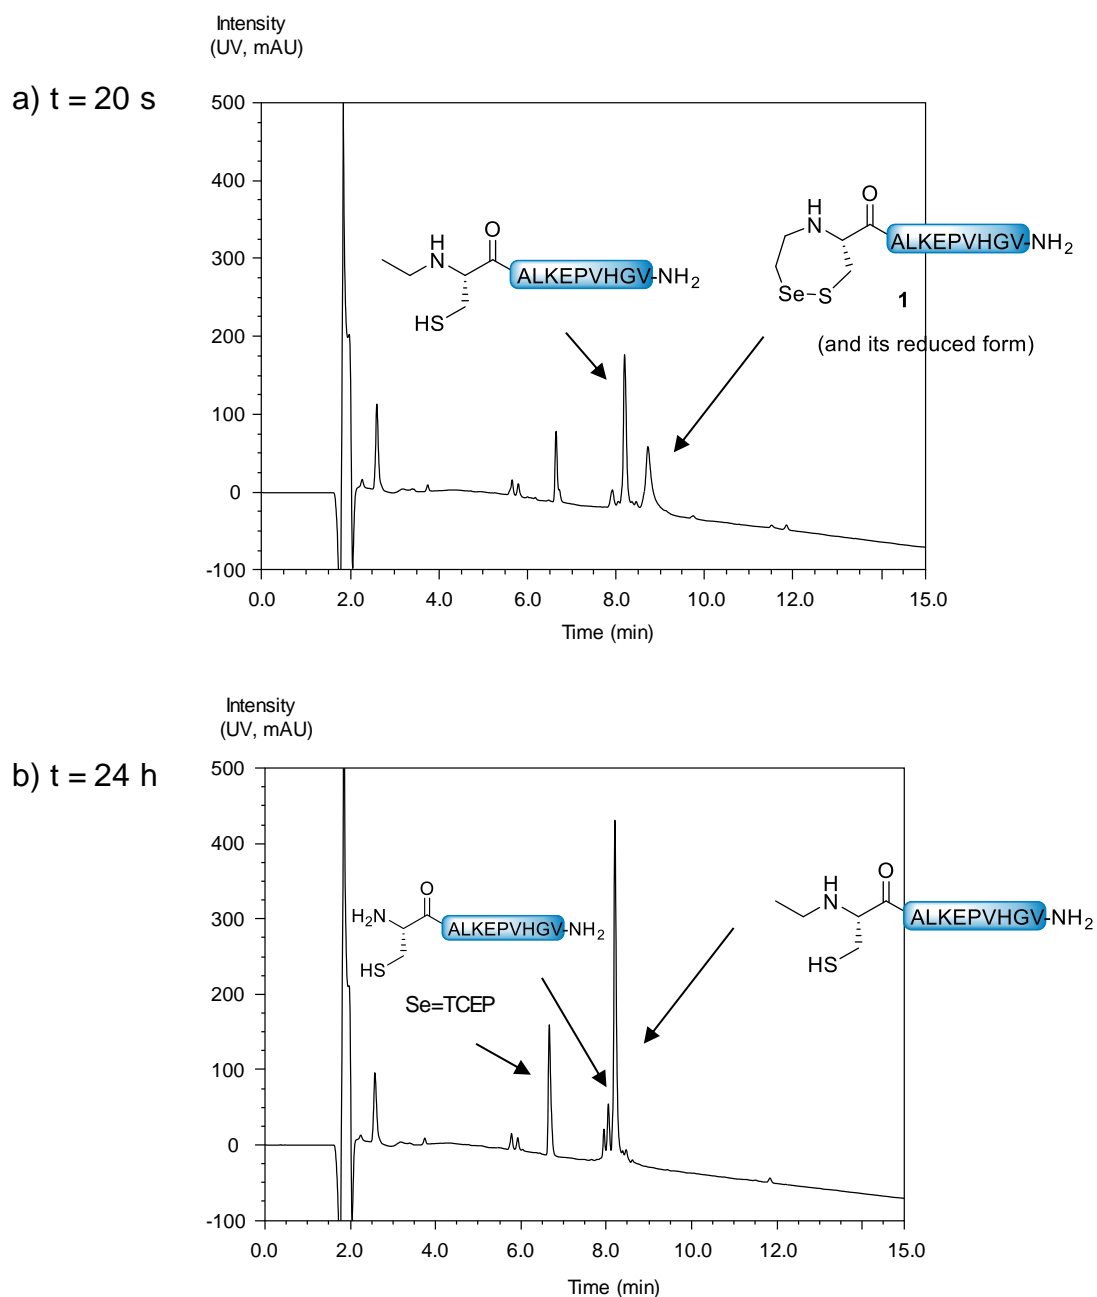 Intensity
(UV, mAU)
a) t = 20 s
500
400
300
200
100
0
-100
0.0 2.0 4.0 6.0 8.0 10.0 12.0 15.0
Time (min)
H
N
O
HS
ALKEPVHGV-NH2
H
N
O
ALKEPVHGV-NH2
Se-S
1
(and its reduced form)
Intensity
(UV, mAU)
b) t = 24 h
500
400
300
200
100
0
-100
0.0 2.0 4.0 6.0 8.0 10.0 12.0 15.0
Time (min)
O
H2N
ALKEPVHGV-NH2
HS
Se=TCEP
O
H
N
ALKEPVHGV-NH2
HS